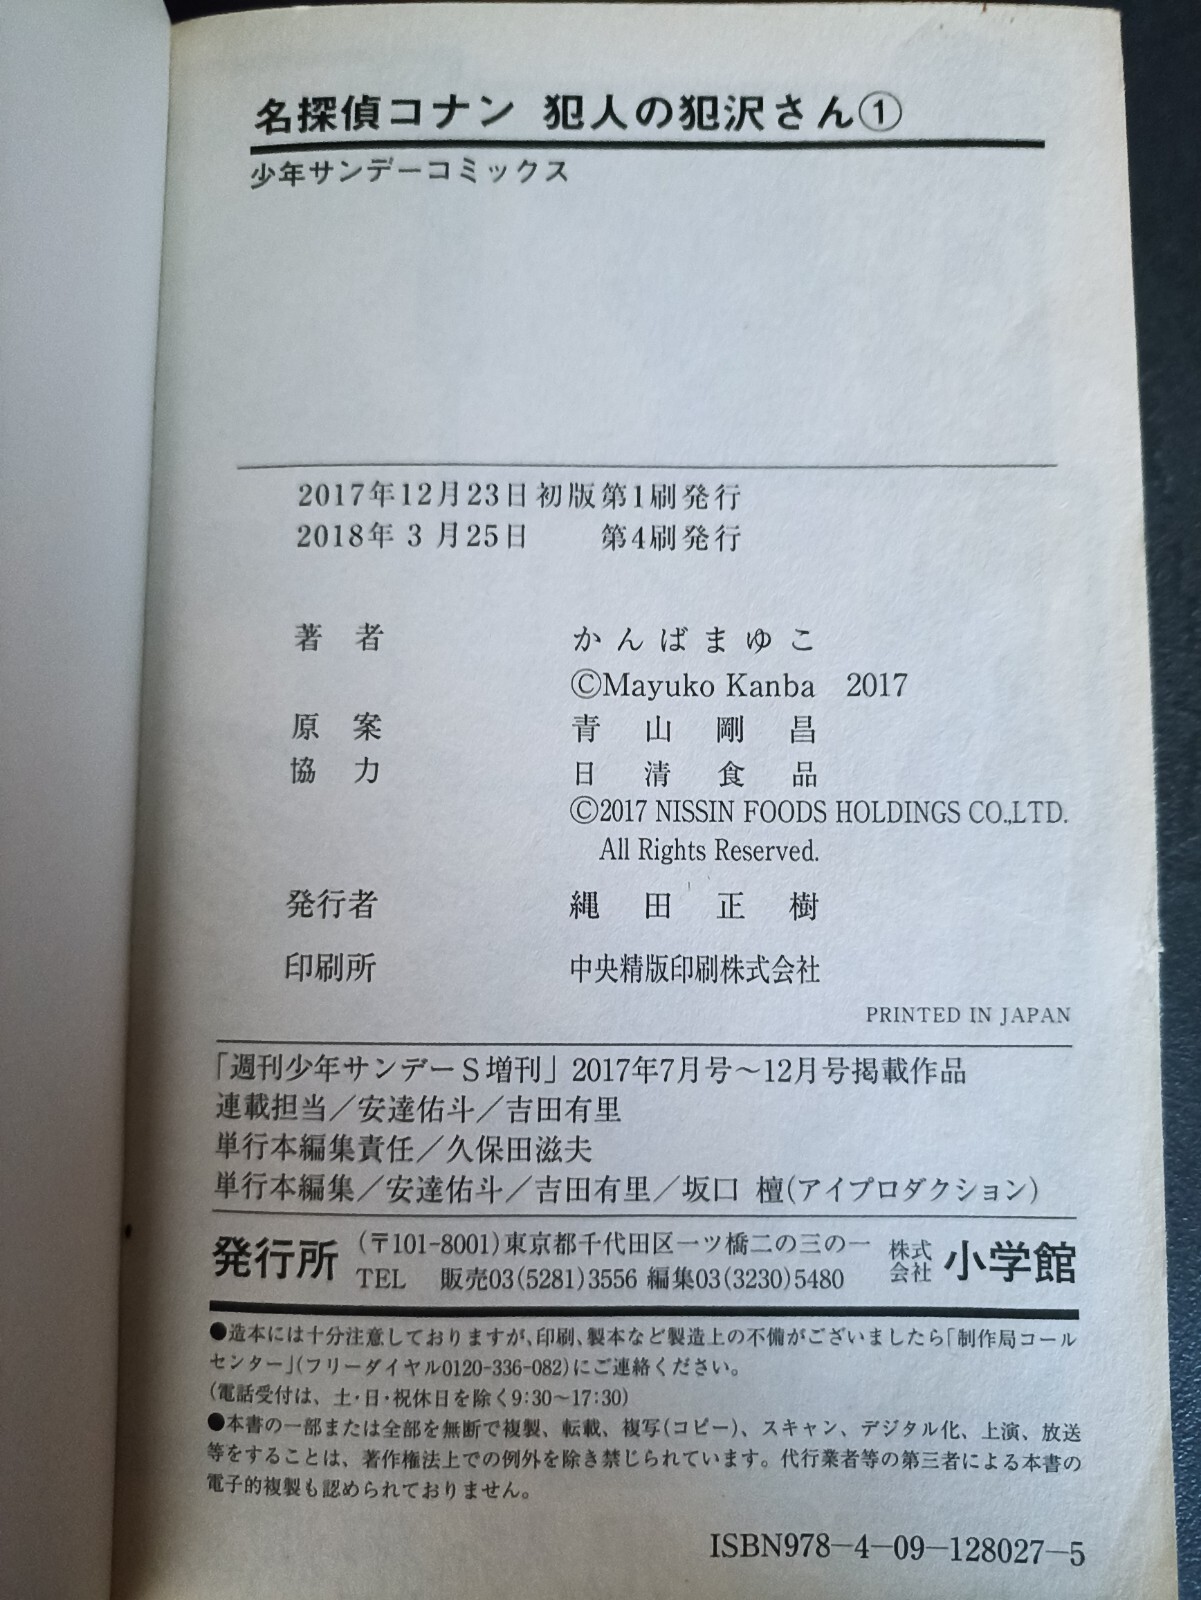 名探偵コナン 犯人の犯沢さん①
少年サンデーコミックス
2017年12月23日初版第1刷発行
2018年 3 月25日 第4刷発行
著 者 かんばまゆこ
©Mayuko Kanba 2017
原 案 青 山 剛 昌
協 力 日 清 食 品
©2017 NISSIN FOODS HOLDINGS CO.,LTD.
All Rights Reserved.
発行者 縄 田 正 樹
印刷所 中央精版印刷株式会社
PRINTED IN JAPAN
「週刊少年サンデーS増刊」2017年7月号～12月号掲載作品
連載担当／安達佑斗／吉田有里
単行本編集責任／久保田滋夫
単行本編集／安達佑斗／吉田有里／坂口 檀(アイプロダクション)
発行所 (〒101-8001)東京都千代田区一ツ橋二の三の一 株式会社 小学館
TEL 販売03(5281)3556 編集03(3230)5480
●造本には十分注意しておりますが、印刷、製本など製造上の不備がございましたら「制作局コール
センター」(フリーダイヤル0120-336-082)にご連絡ください。
(電話受付は、土・日・祝休日を除く9:30～17:30)
●本書の一部または全部を無断で複製、転載、複写(コピー)、スキャン、デジタル化、上演、放送
等をすることは、著作権法上での例外を除き禁じられています。代行業者等の第三者による本書の
電子的複製も認められておりません。
ISBN978-4-09-128027-5